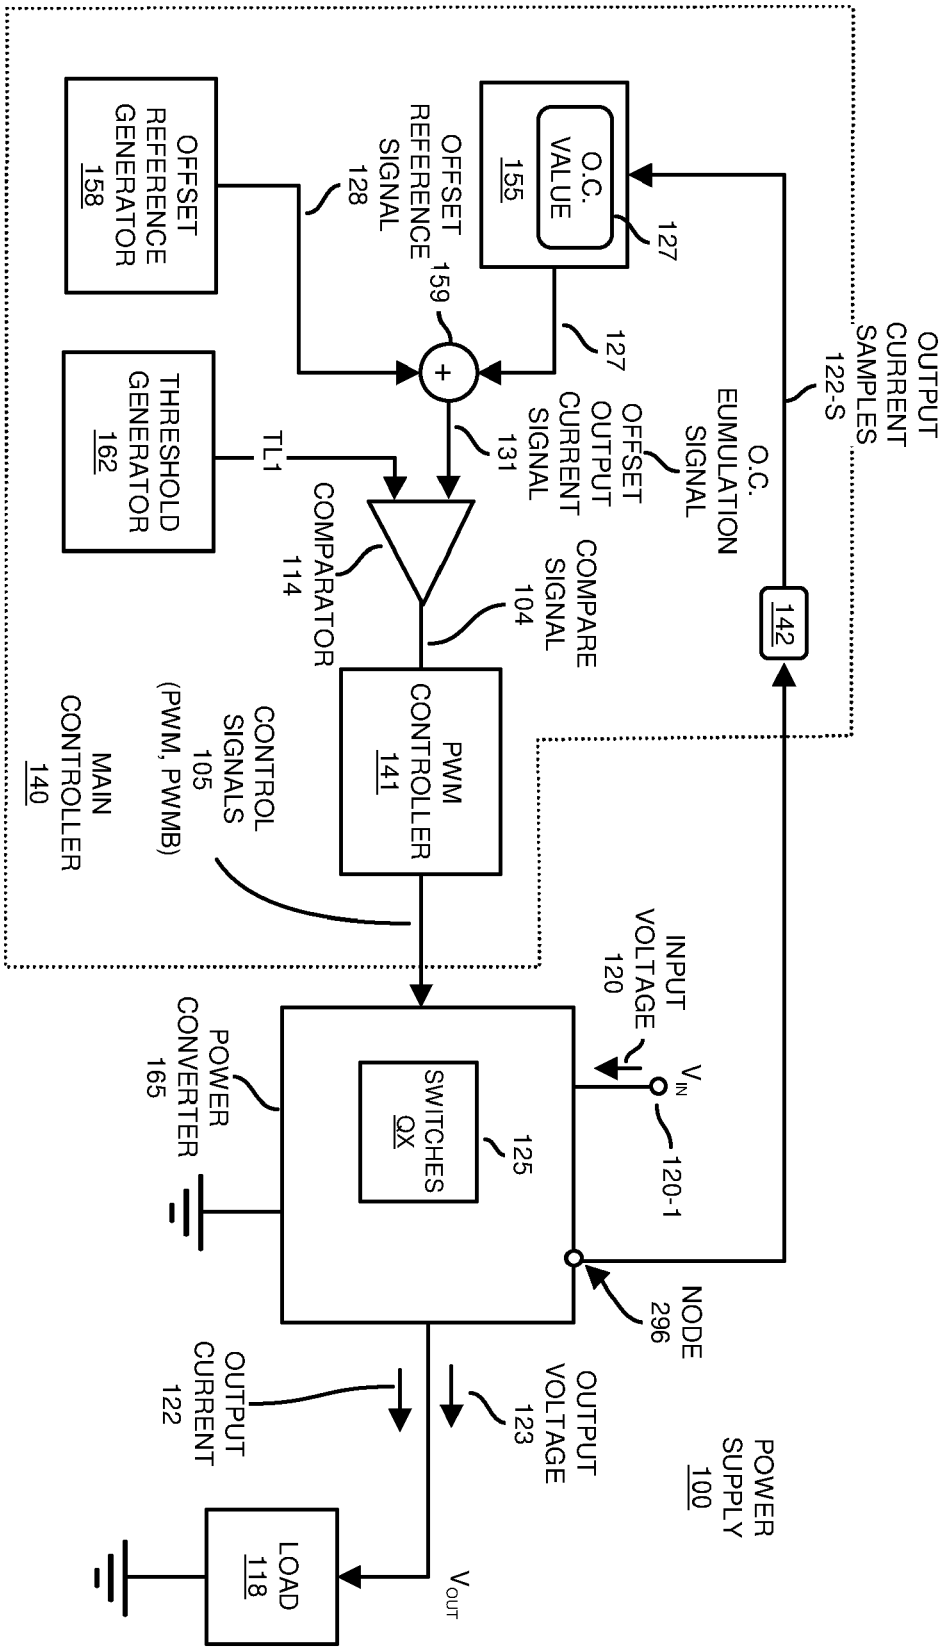 OUTPUT
CURRENT
SAMPLES
122-S
142
127
O.C.
VALUE
155
127
O.C.
EUMULATION
SIGNAL
OFFSET
OUTPUT
CURRENT
SIGNAL
131
OFFSET
REFERENCE
SIGNAL
128
159
+
OFFSET
REFERENCE
GENERATOR
158
THRESHOLD
GENERATOR
162
TL1
COMPARATOR
114
COMPARE
SIGNAL
104
PWM
CONTROLLER
141
CONTROL
SIGNALS
105
(PWM, PWMB)
MAIN
CONTROLLER
140
INPUT
VOLTAGE
120
VIN
120-1
NODE
296
125
SWITCHES
QX
POWER
CONVERTER
165
OUTPUT
VOLTAGE
123
OUTPUT
CURRENT
122
VOUT
LOAD
118
POWER
SUPPLY
100